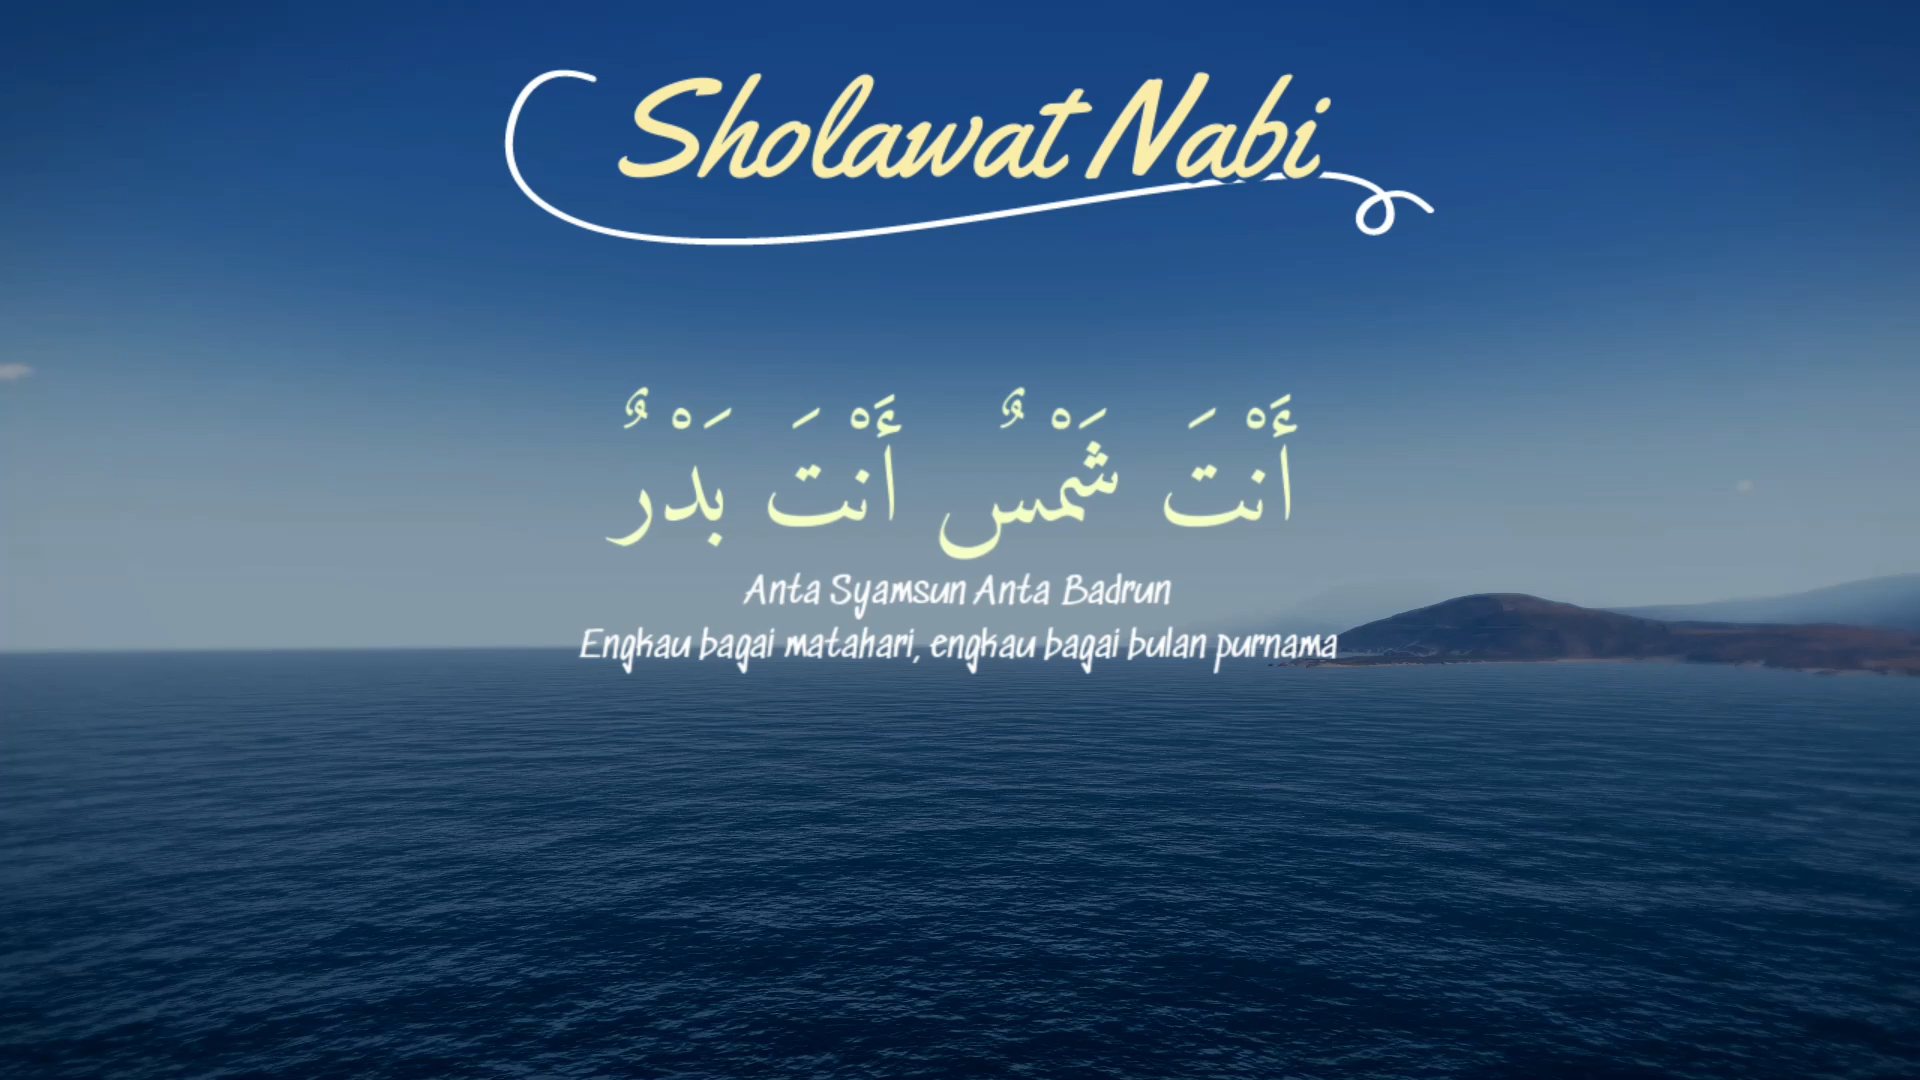 Sholawat Nabi
أَنْتَ شَمْسٌ أَنْتَ بَدْرٌ
Anta Syamsun Anta Badrun
Engkau bagai matahari, engkau bagai bulan purnama